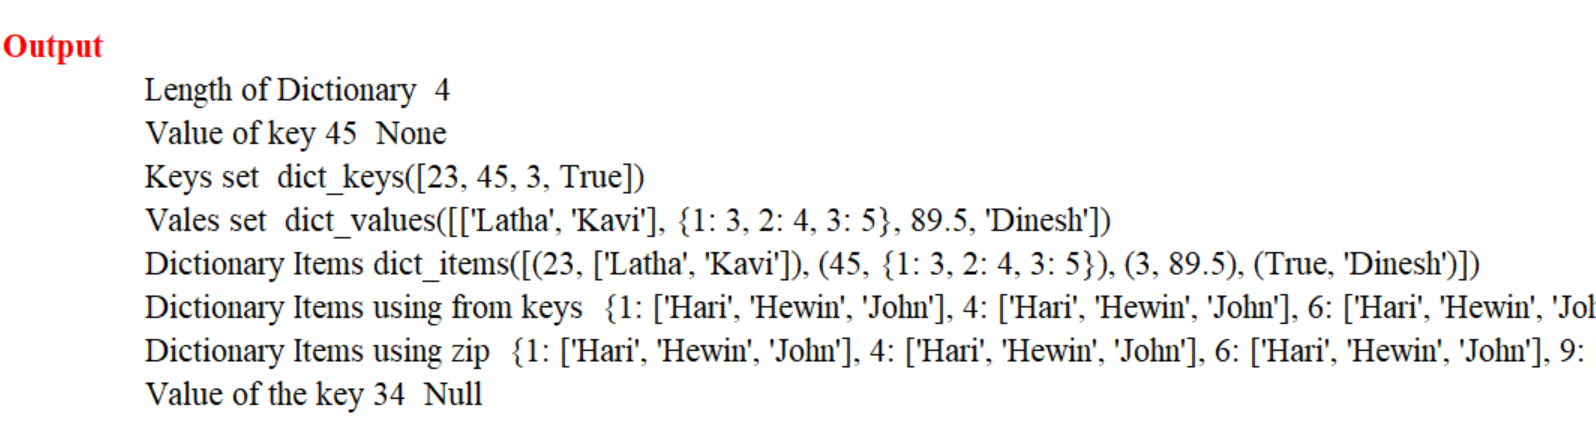 Output
Length of Dictionary 4
Value of key 45 None
Keys set dict_keys([23, 45, 3, True])
Vales set dict_values([['Latha', 'Kavi'], {1: 3, 2: 4, 3: 5}, 89.5, 'Dinesh'])
Dictionary Items dict_items([(23, ['Latha', 'Kavi']), (45, {1: 3, 2: 4, 3: 5}), (3, 89.5), (True, 'Dinesh')])
Dictionary Items using from keys {1: ['Hari', 'Hewin', 'John'], 4: ['Hari', 'Hewin', 'John'], 6: ['Hari', 'Hewin',
Dictionary Items using zip {1: ['Hari', 'Hewin', 'John'], 4: ['Hari', 'Hewin', 'John'], 6: ['Hari', 'Hewin', 'John'], 9:
Value of the key 34 Null